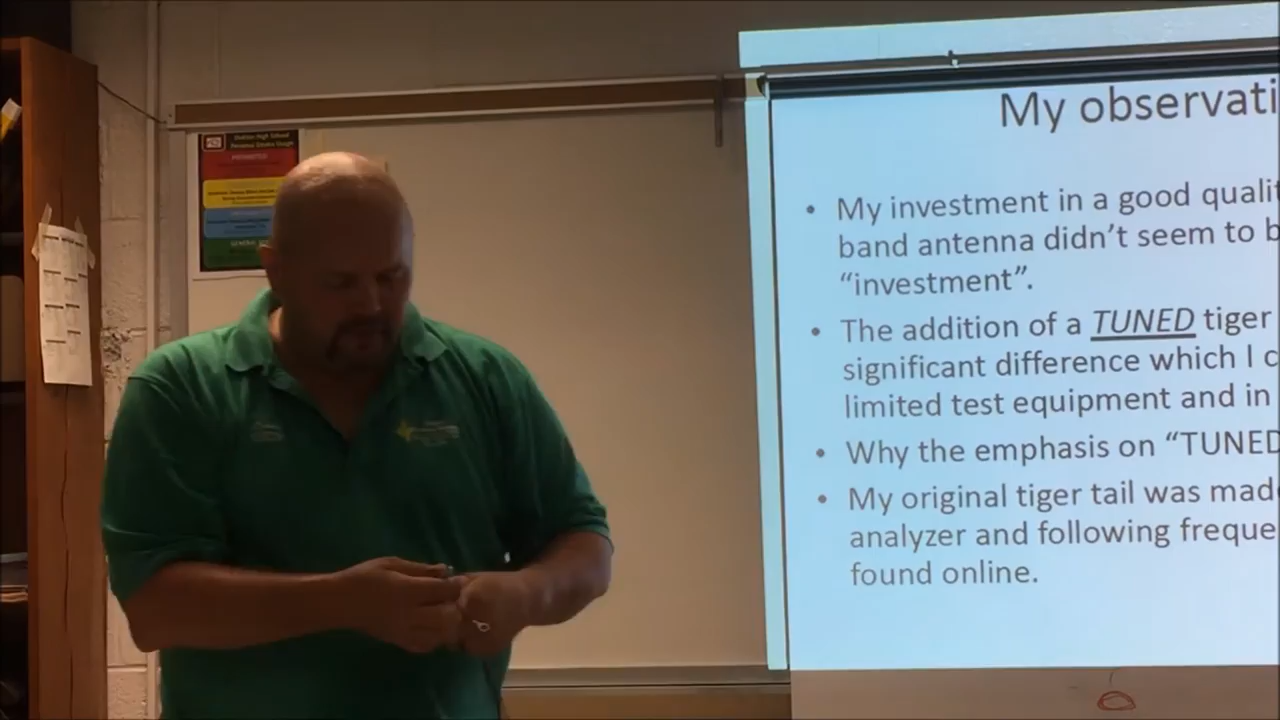 My observati
• My investment in a good qualit
band antenna didn't seem to b
“investment”.
• The addition of a TUNED tiger
significant difference which I c
limited test equipment and in
• Why the emphasis on “TUNED
• My original tiger tail was mad
analyzer and following freque
found online.